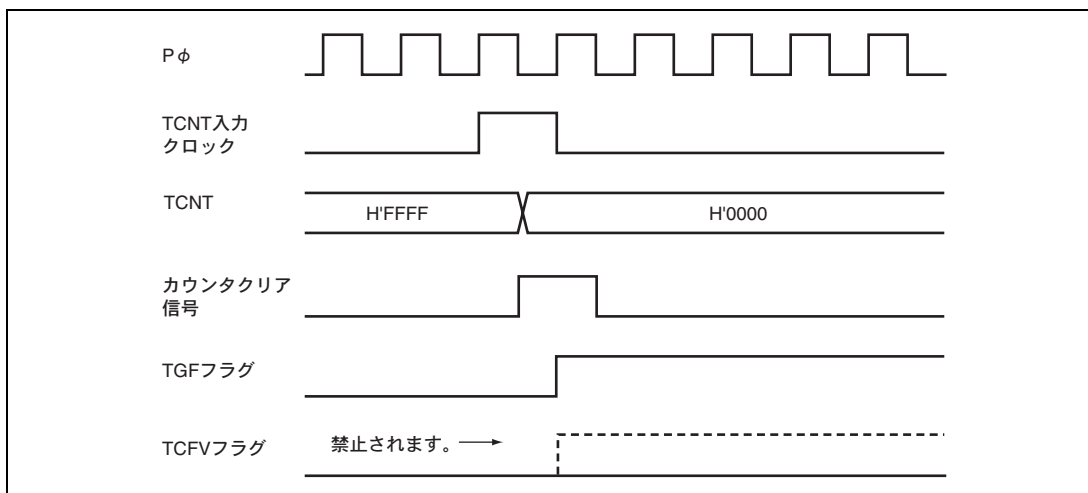 Pφ
TCNT入力
クロック
TCNT
H'FFFF
H'0000
カウンタクリア
信号
TGFフラグ
TCFVフラグ
禁止されます。